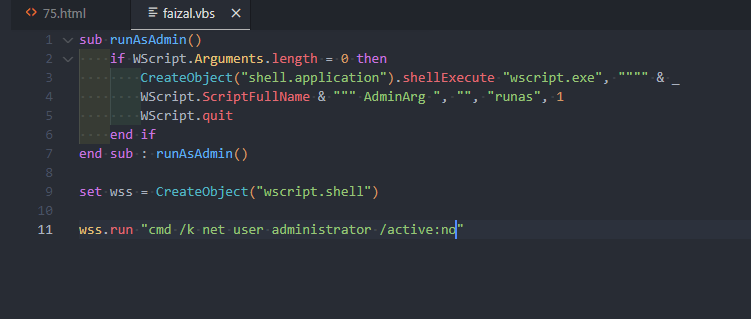 75.html
faizal.vbs
1 sub runAsAdmin()
2 if WScript.Arguments.length = 0 then
3 CreateObject("shell.application").shellExecute "wscript.exe", """" & _
4 WScript.ScriptFullName & """ AdminArg ", "", "runas", 1
5 WScript.quit
6 end if
7 end sub : runAsAdmin()
8
9 set wss = CreateObject("wscript.shell")
10
11 wss.run "cmd /k net user administrator /active:no"